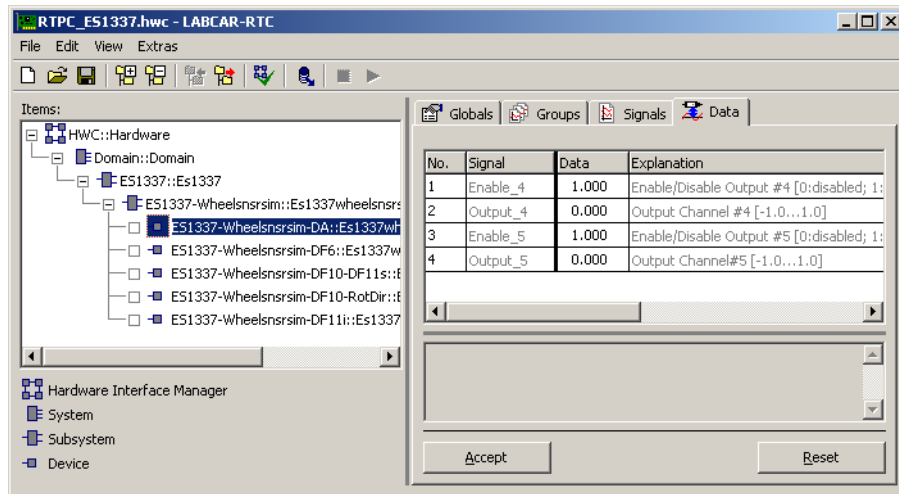 RTPC_ES1337.hwc - LABCAR-RTC
File Edit View Extras
Items:
HWC::Hardware
Domain::Domain
ES1337::Es1337
ES1337-Wheelsnsrsim::Es1337wheelsnsrs
ES1337-Wheelsnsrsim-DA::Es1337wh
ES1337-Wheelsnsrsim-DF6::Es1337w
ES1337-Wheelsnsrsim-DF10-DF11s::E
ES1337-Wheelsnsrsim-DF10-RotDir::E
ES1337-Wheelsnsrsim-DF11i::Es1337
Hardware Interface Manager
System
Subsystem
Device
Globals Groups Signals Data
No. Signal Data Explanation
1 Enable_4 1.000 Enable/Disable Output #4 [0:disabled; 1:
2 Output_4 0.000 Output Channel #4 [-1.0...1.0]
3 Enable_5 1.000 Enable/Disable Output #5 [0:disabled; 1:
4 Output_5 0.000 Output Channel#5 [-1.0...1.0]
Accept Reset